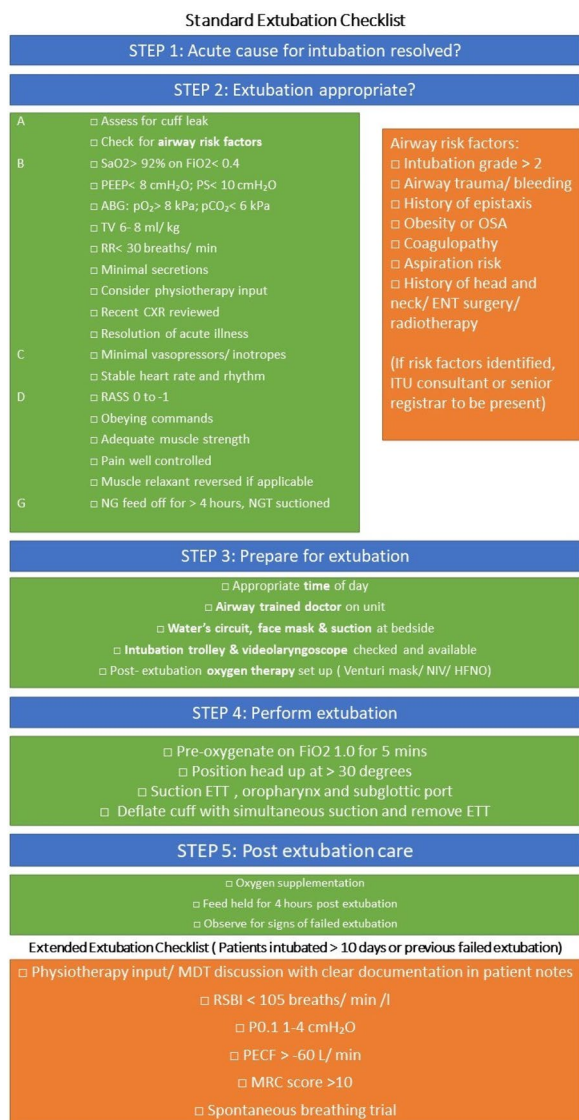 Standard Extubation Checklist
STEP 1: Acute cause for intubation resolved?
STEP 2: Extubation appropriate?
A □ Assess for cuff leak
□ Check for airway risk factors
B □ SaO2> 92% on FiO2< 0.4
□ PEEP< 8 cmH₂O; PS< 10 cmH₂O
□ ABG: pO₂> 8 kPa; pCO₂< 6 kPa
□ TV 6- 8 ml/ kg
□ RR< 30 breaths/ min
□ Minimal secretions
□ Consider physiotherapy input
□ Recent CXR reviewed
□ Resolution of acute illness
C □ Minimal vasopressors/ inotropes
□ Stable heart rate and rhythm
D □ RASS 0 to -1
□ Obeying commands
□ Adequate muscle strength
□ Pain well controlled
□ Muscle relaxant reversed if applicable
G □ NG feed off for > 4 hours, NGT suctioned
Airway risk factors:
□ Intubation grade > 2
□ Airway trauma/ bleeding
□ History of epistaxis
□ Obesity or OSA
□ Coagulopathy
□ Aspiration risk
□ History of head and
neck/ ENT surgery/
radiotherapy
(If risk factors identified,
ITU consultant or senior
registrar to be present)
STEP 3: Prepare for extubation
□ Appropriate time of day
□ Airway trained doctor on unit
□ Water's circuit, face mask & suction at bedside
□ Intubation trolley & videolaryngoscope checked and available
□ Post- extubation oxygen therapy set up ( Venturi mask/ NIV/ HFNO)
STEP 4: Perform extubation
□ Pre-oxygenate on FiO2 1.0 for 5 mins
□ Position head up at > 30 degrees
□ Suction ETT , oropharynx and subglottic port
□ Deflate cuff with simultaneous suction and remove ETT
STEP 5: Post extubation care
□ Oxygen supplementation
□ Feed held for 4 hours post extubation
□ Observe for signs of failed extubation
Extended Extubation Checklist ( Patients intubated > 10 days or previous failed extubation)
□ Physiotherapy input/ MDT discussion with clear documentation in patient notes
□ RSBI < 105 breaths/ min /l
□ P0.1 1-4 cmH₂O
□ PECF > -60 L/ min
□ MRC score >10
□ Spontaneous breathing trial